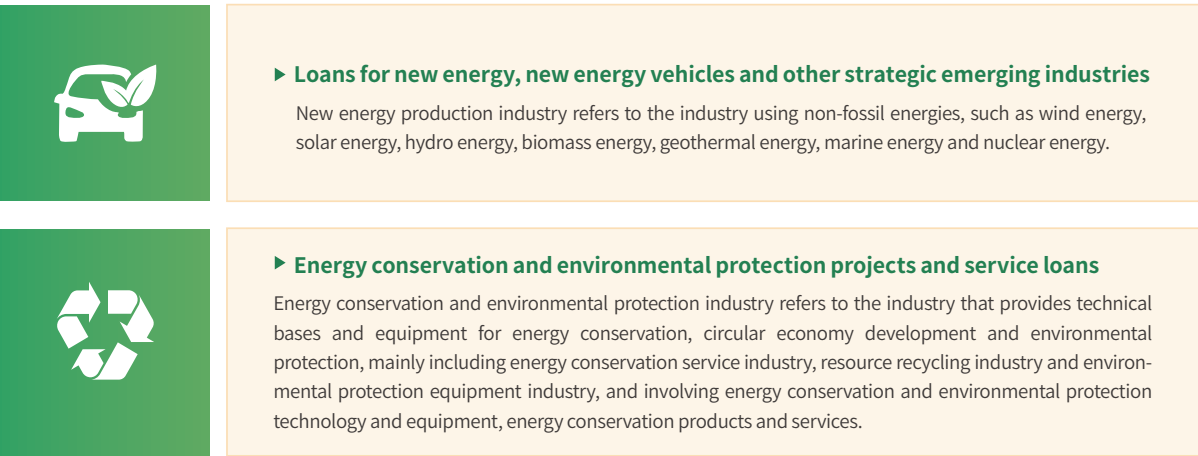 Loans for new energy, new energy vehicles and other strategic emerging industries
New energy production industry refers to the industry using non-fossil energies, such as wind energy,
solar energy, hydro energy, biomass energy, geothermal energy, marine energy and nuclear energy.
Energy conservation and environmental protection projects and service loans
Energy conservation and environmental protection industry refers to the industry that provides technical
bases and equipment for energy conservation, circular economy development and environmental
protection, mainly including energy conservation service industry, resource recycling industry and environ-
mental protection equipment industry, and involving energy conservation and environmental protection
technology and equipment, energy conservation products and services.